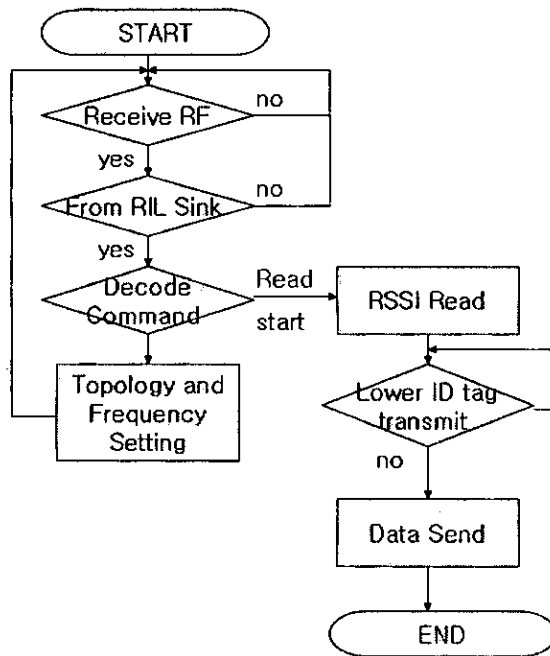 START
Receive RF
no
yes
From RIL Sink
no
yes
Decode
Command
Read
start
RSSI Read
Topology and
Frequency
Setting
Lower ID tag
transmit
no
Data Send
END